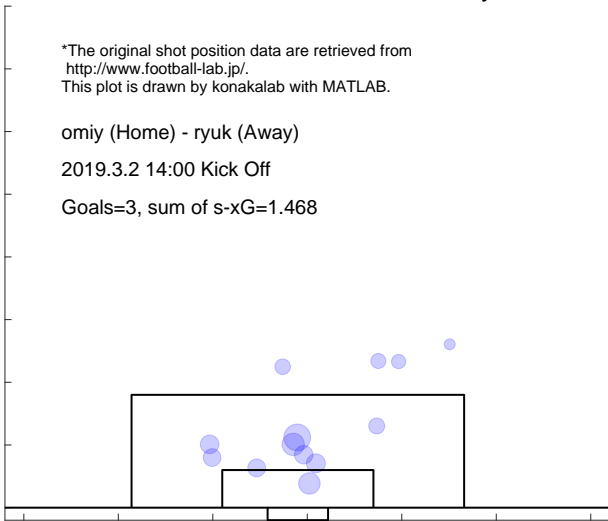 *The original shot position data are retrieved from
http://www.football-lab.jp/.
This plot is drawn by konakalab with MATLAB.
omiy (Home) - ryuk (Away)
2019.3.2 14:00 Kick Off
Goals=3, sum of s-xG=1.468